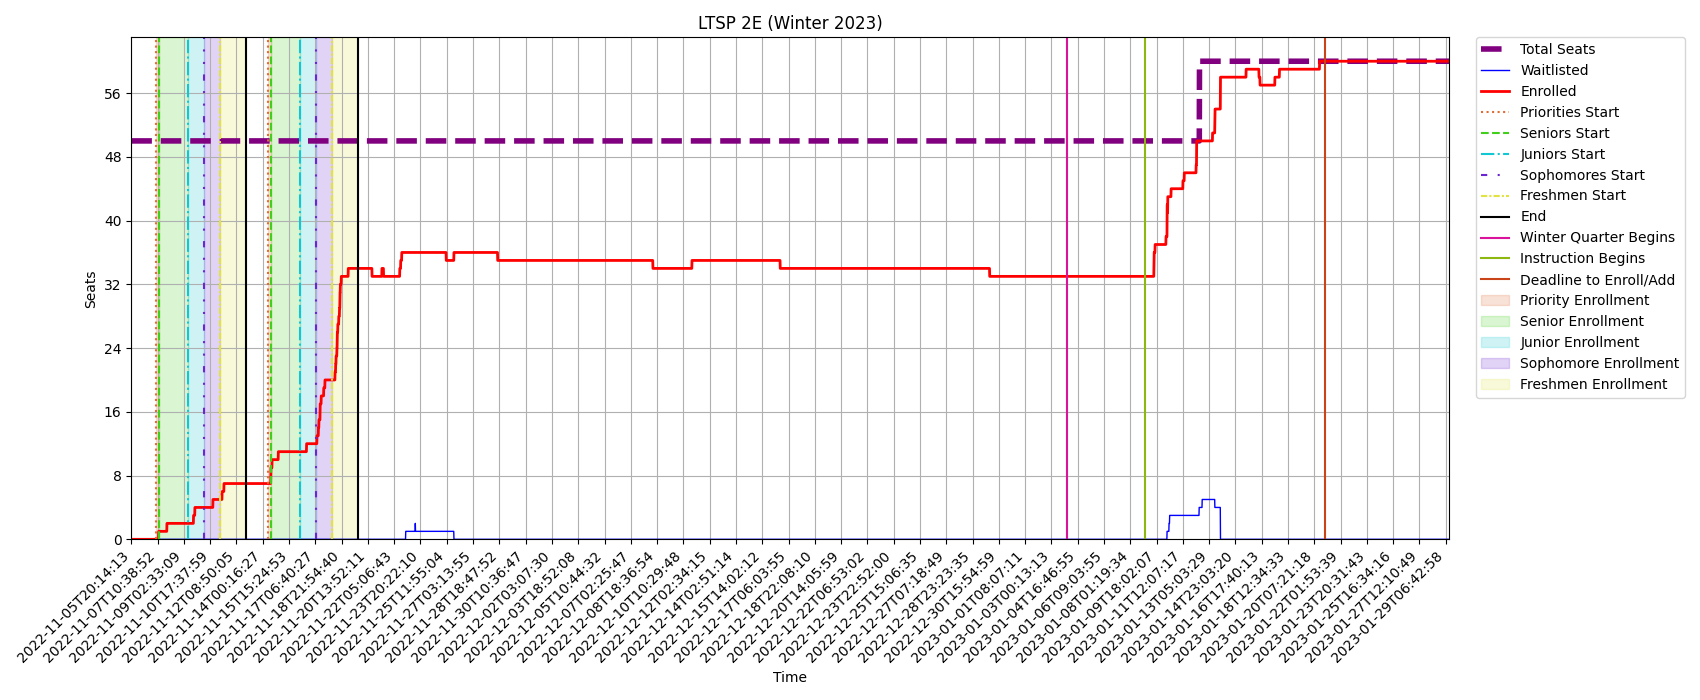 LTSP 2E (Winter 2023)
Seats
56
48
40
32
24
16
8
0
2022-11-05T20:14:13
2022-11-07T10:38:52
2022-11-09T02:33:09
2022-11-10T17:37:59
2022-11-12T08:50:05
2022-11-14T00:16:27
2022-11-15T15:24:53
2022-11-17T06:40:27
2022-11-18T21:54:40
2022-11-20T13:52:11
2022-11-22T05:06:43
2022-11-23T20:22:10
2022-11-25T11:55:04
2022-11-27T03:13:55
2022-11-28T18:47:52
2022-11-30T10:36:47
2022-12-02T03:07:30
2022-12-03T18:52:08
2022-12-05T10:44:32
2022-12-07T02:25:47
2022-12-08T18:36:54
2022-12-10T10:29:48
2022-12-12T02:34:15
2022-12-14T02:51:14
2022-12-15T14:02:12
2022-12-17T06:03:55
2022-12-18T22:08:10
2022-12-20T14:05:59
2022-12-22T06:53:02
2022-12-23T22:52:00
2022-12-25T15:06:35
2022-12-27T07:18:49
2022-12-28T23:23:35
2022-12-30T15:54:59
2023-01-01T08:07:11
2023-01-03T00:13:13
2023-01-04T16:46:55
2023-01-06T09:03:55
2023-01-08T01:19:34
2023-01-09T18:02:07
2023-01-11T12:07:17
2023-01-13T05:03:29
2023-01-14T23:03:20
2023-01-16T17:40:13
2023-01-18T12:34:33
2023-01-20T07:21:18
2023-01-22T01:53:39
2023-01-23T20:31:43
2023-01-25T16:34:16
2023-01-27T12:10:49
2023-01-29T06:42:58
Time
Total Seats
Waitlisted
Enrolled
Priorities Start
Seniors Start
Juniors Start
Sophomores Start
Freshmen Start
End
Winter Quarter Begins
Instruction Begins
Deadline to Enroll/Add
Priority Enrollment
Senior Enrollment
Junior Enrollment
Sophomore Enrollment
Freshmen Enrollment